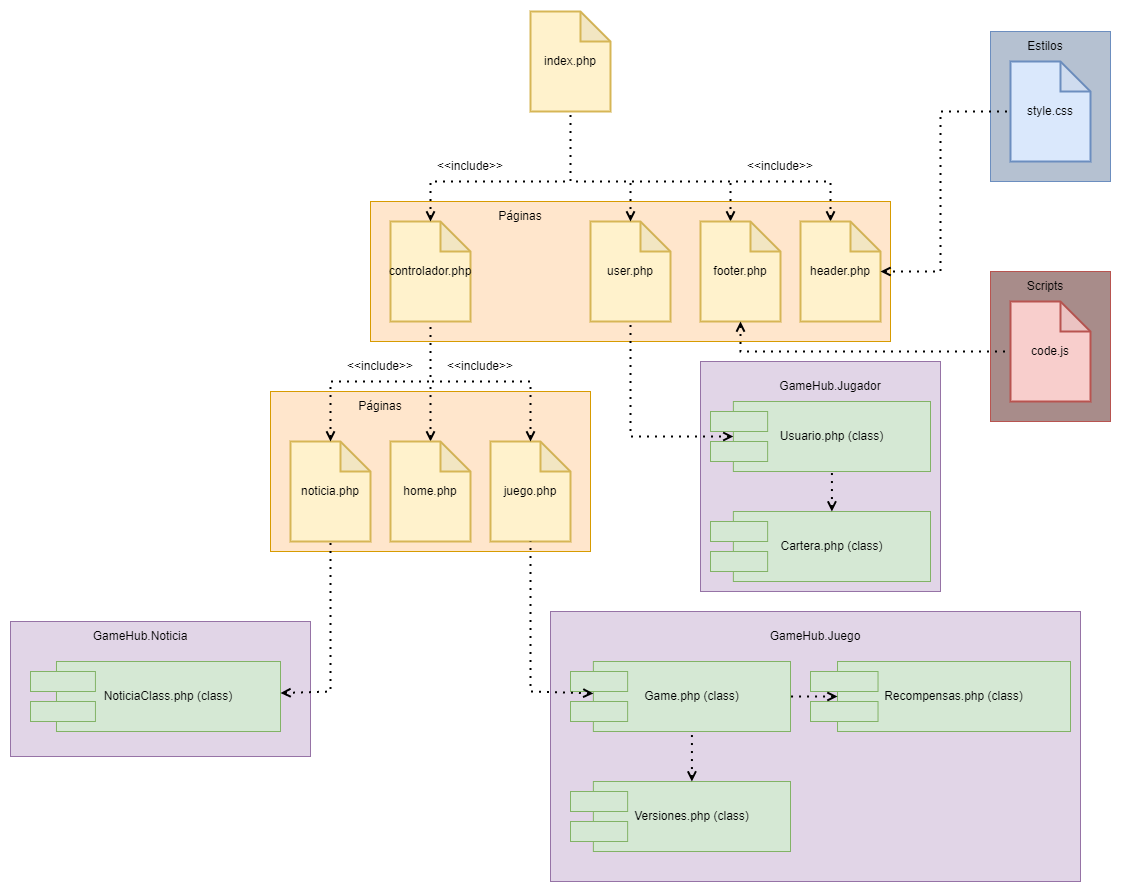 index.php
Estilos
style.css
<<include>>
<<include>>
Páginas
controlador.php
user.php
footer.php
header.php
Scripts
code.js
<<include>>
<<include>>
Páginas
noticia.php
home.php
juego.php
GameHub.Jugador
Usuario.php (class)
Cartera.php (class)
GameHub.Noticia
NoticiaClass.php (class)
GameHub.Juego
Game.php (class)
Recompensas.php (class)
Versiones.php (class)